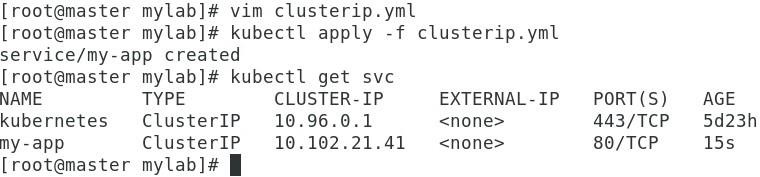 [root@master mylab]# vim clusterip.yml
[root@master mylab]# kubectl apply -f clusterip.yml
service/my-app created
[root@master mylab]# kubectl get svc
NAME         TYPE        CLUSTER-IP     EXTERNAL-IP   PORT(S)   AGE
kubernetes   ClusterIP   10.96.0.1      <none>        443/TCP   5d23h
my-app       ClusterIP   10.102.21.41   <none>        80/TCP    15s
[root@master mylab]#